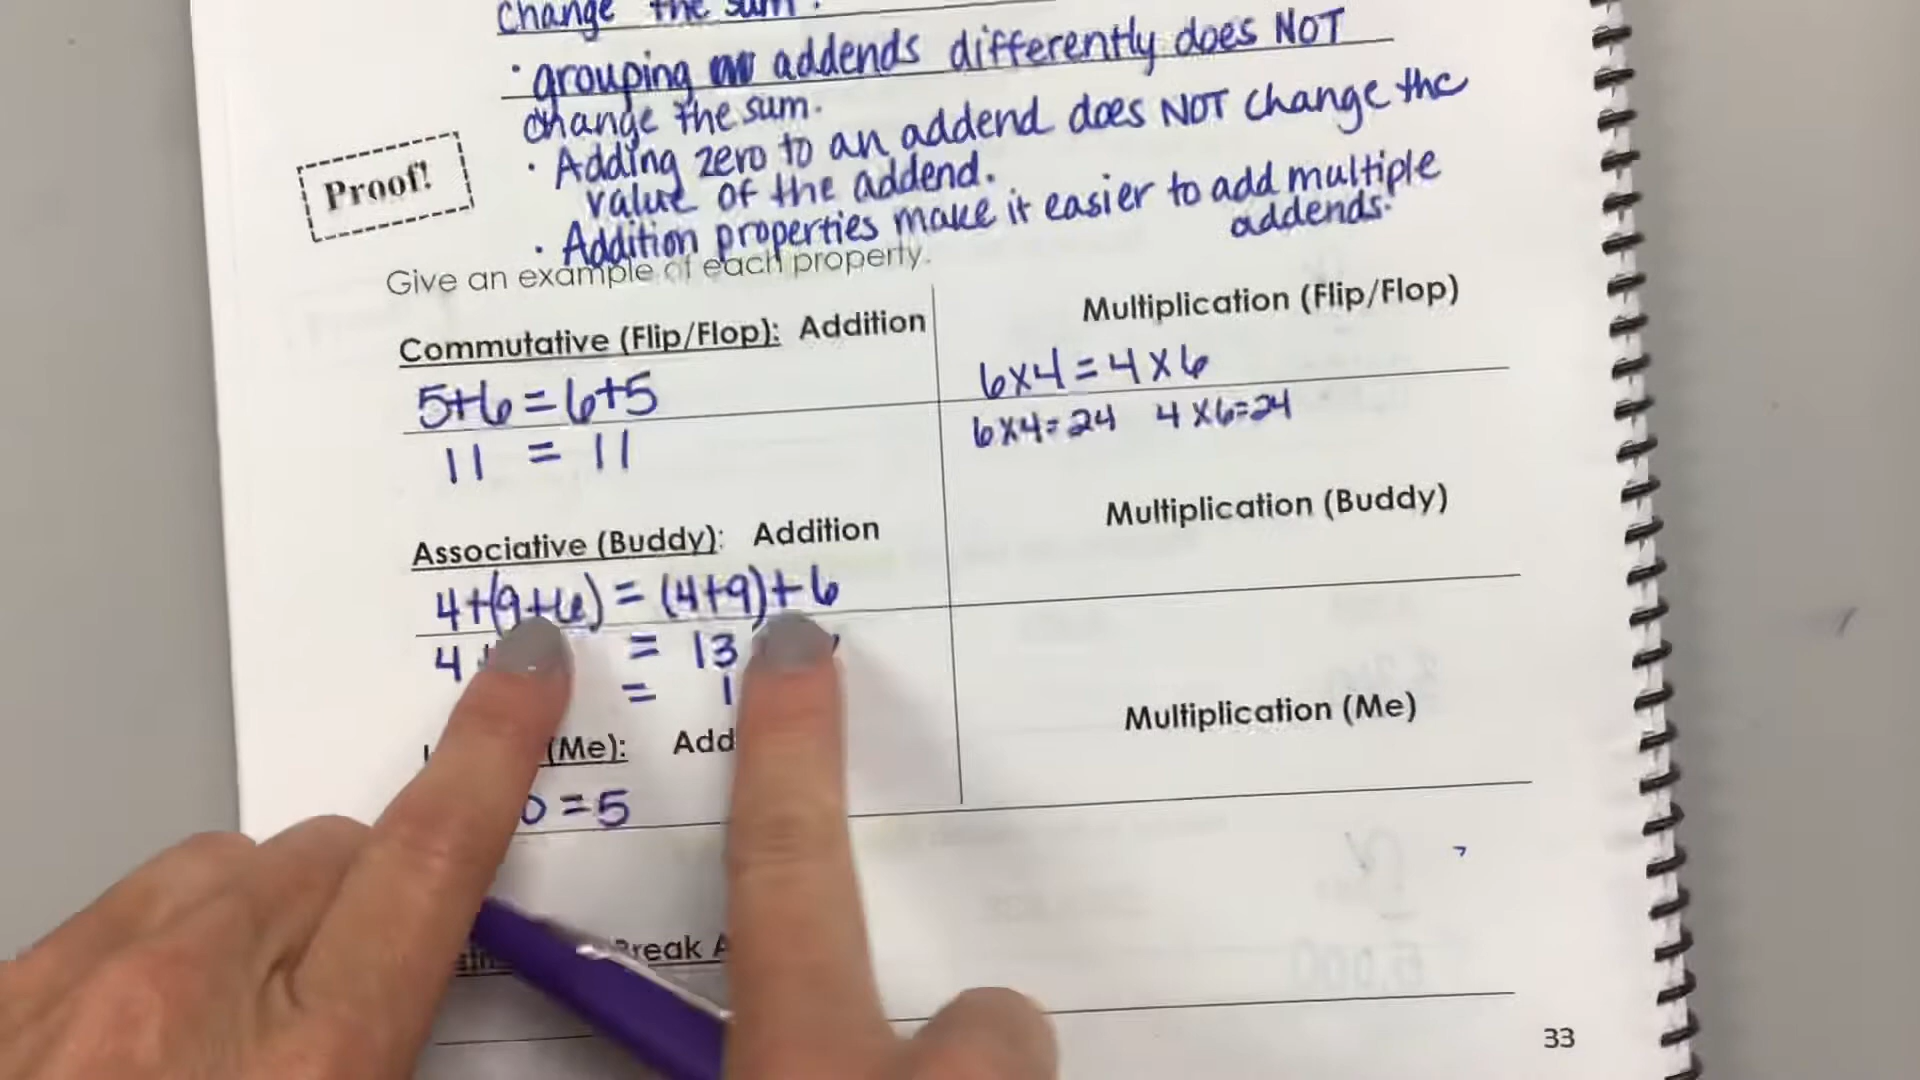 change the sum.
· grouping addends differently does NOT
change the sum.
· Adding zero to an addend does NOT change the
value of the addend.
· Addition properties make it easier to add multiple
addends.
Proof!
Give an example of each property.
Commutative (Flip/Flop): Addition
5+6=6+5
11 = 11
Multiplication (Flip/Flop)
6x4=4x6
6x4=24 4x6=24
Associative (Buddy): Addition
4+(9+6) = (4+9)+6
4 = 13
=
Multiplication (Buddy)
(Me):
0=5
Multiplication (Me)
33